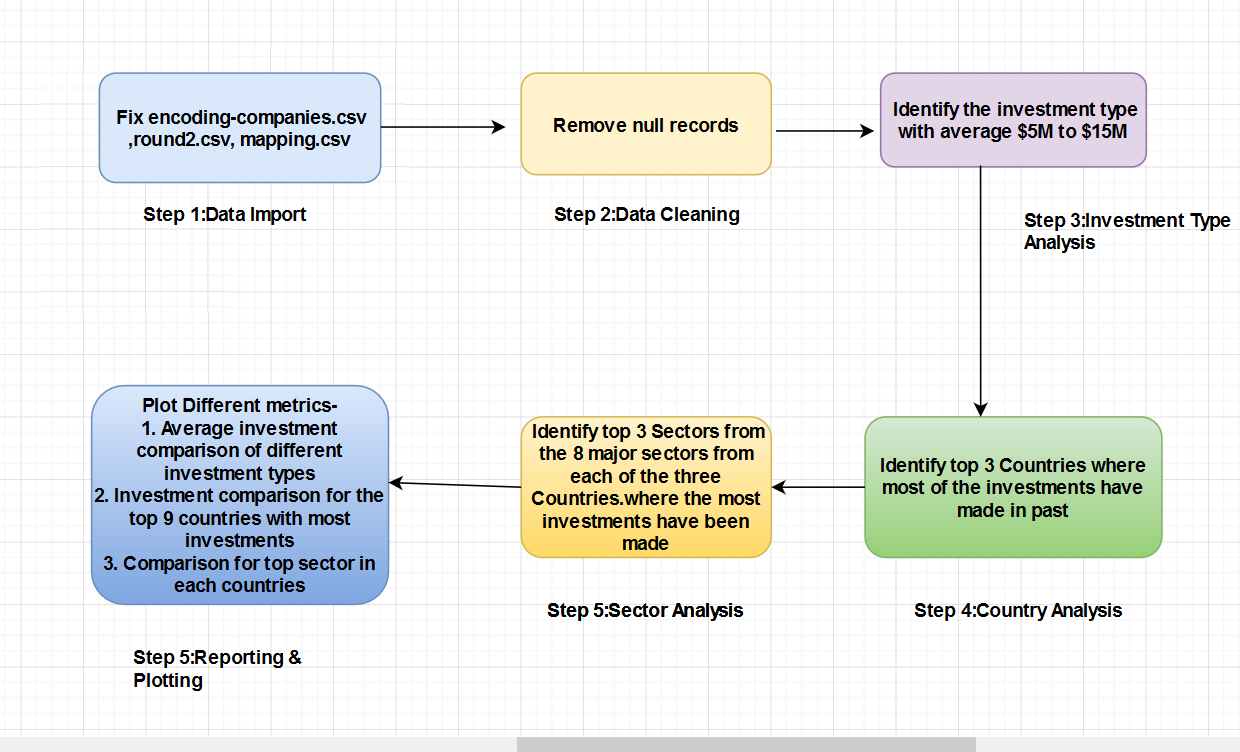 Fix encoding-companies.csv
,round2.csv, mapping.csv
Step 1:Data Import
Remove null records
Step 2:Data Cleaning
Identify the investment type
with average $5M to $15M
Step 3:Investment Type
Analysis
Identify top 3 Countries where
most of the investments have
made in past
Step 4:Country Analysis
Identify top 3 Sectors from
the 8 major sectors from
each of the three
Countries.where the most
investments have been
made
Step 5:Sector Analysis
Plot Different metrics-
1. Average investment
comparison of different
investment types
2. Investment comparison for the
top 9 countries with most
investments
3. Comparison for top sector in
each countries
Step 5:Reporting &
Plotting